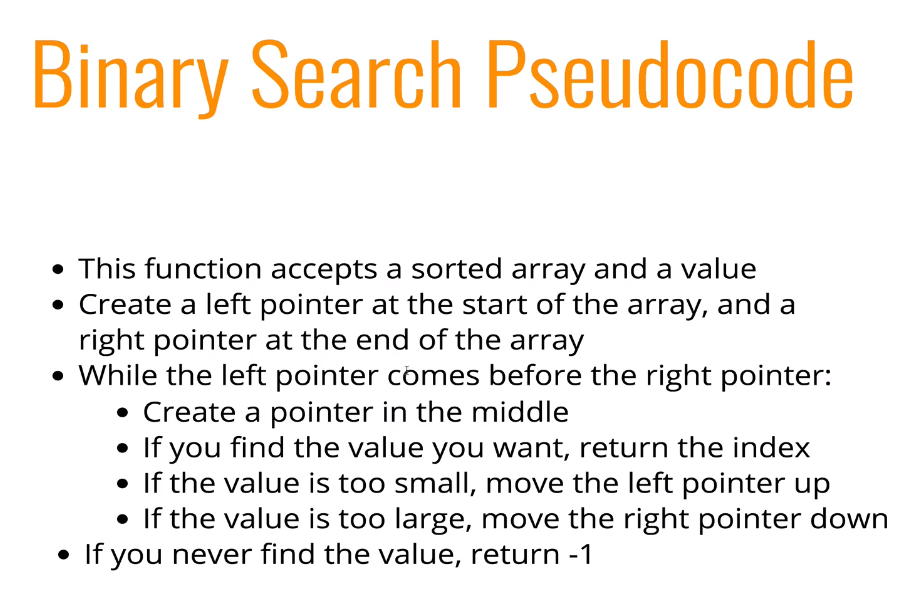 Binary Search Pseudocode
• This function accepts a sorted array and a value
• Create a left pointer at the start of the array, and a
right pointer at the end of the array
• While the left pointer comes before the right pointer:
• Create a pointer in the middle
• If you find the value you want, return the index
• If the value is too small, move the left pointer up
• If the value is too large, move the right pointer down
• If you never find the value, return -1